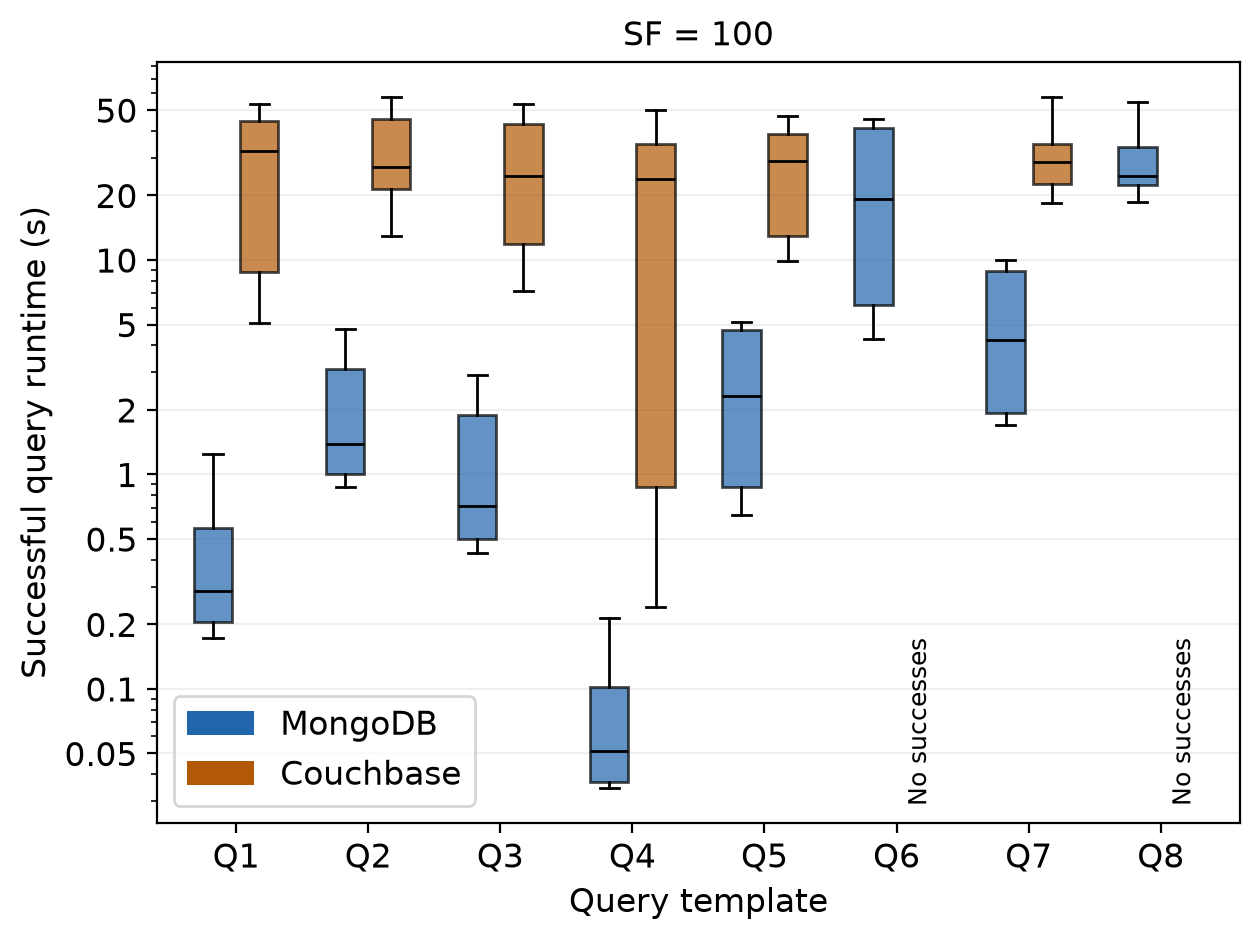 SF = 100
Successful query runtime (s)
50
20
10
5
2
1
0.5
0.2
0.1
0.05
No successes
No successes
MongoDB
Couchbase
Q1 Q2 Q3 Q4 Q5 Q6 Q7 Q8
Query template